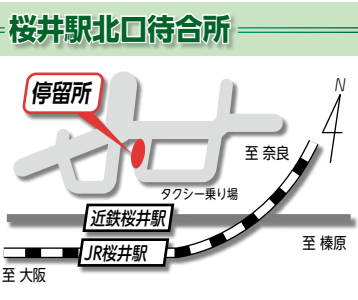 桜井駅北口待合所
停留所
N
至 奈良
タクシー乗り場
近鉄桜井駅
JR桜井駅
至 榛原
至 大阪